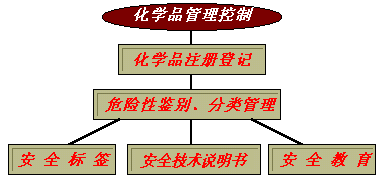 化学品管理控制
化学品注册登记
危险性鉴别、分类管理
安全标签
安全技术说明书
安全教育